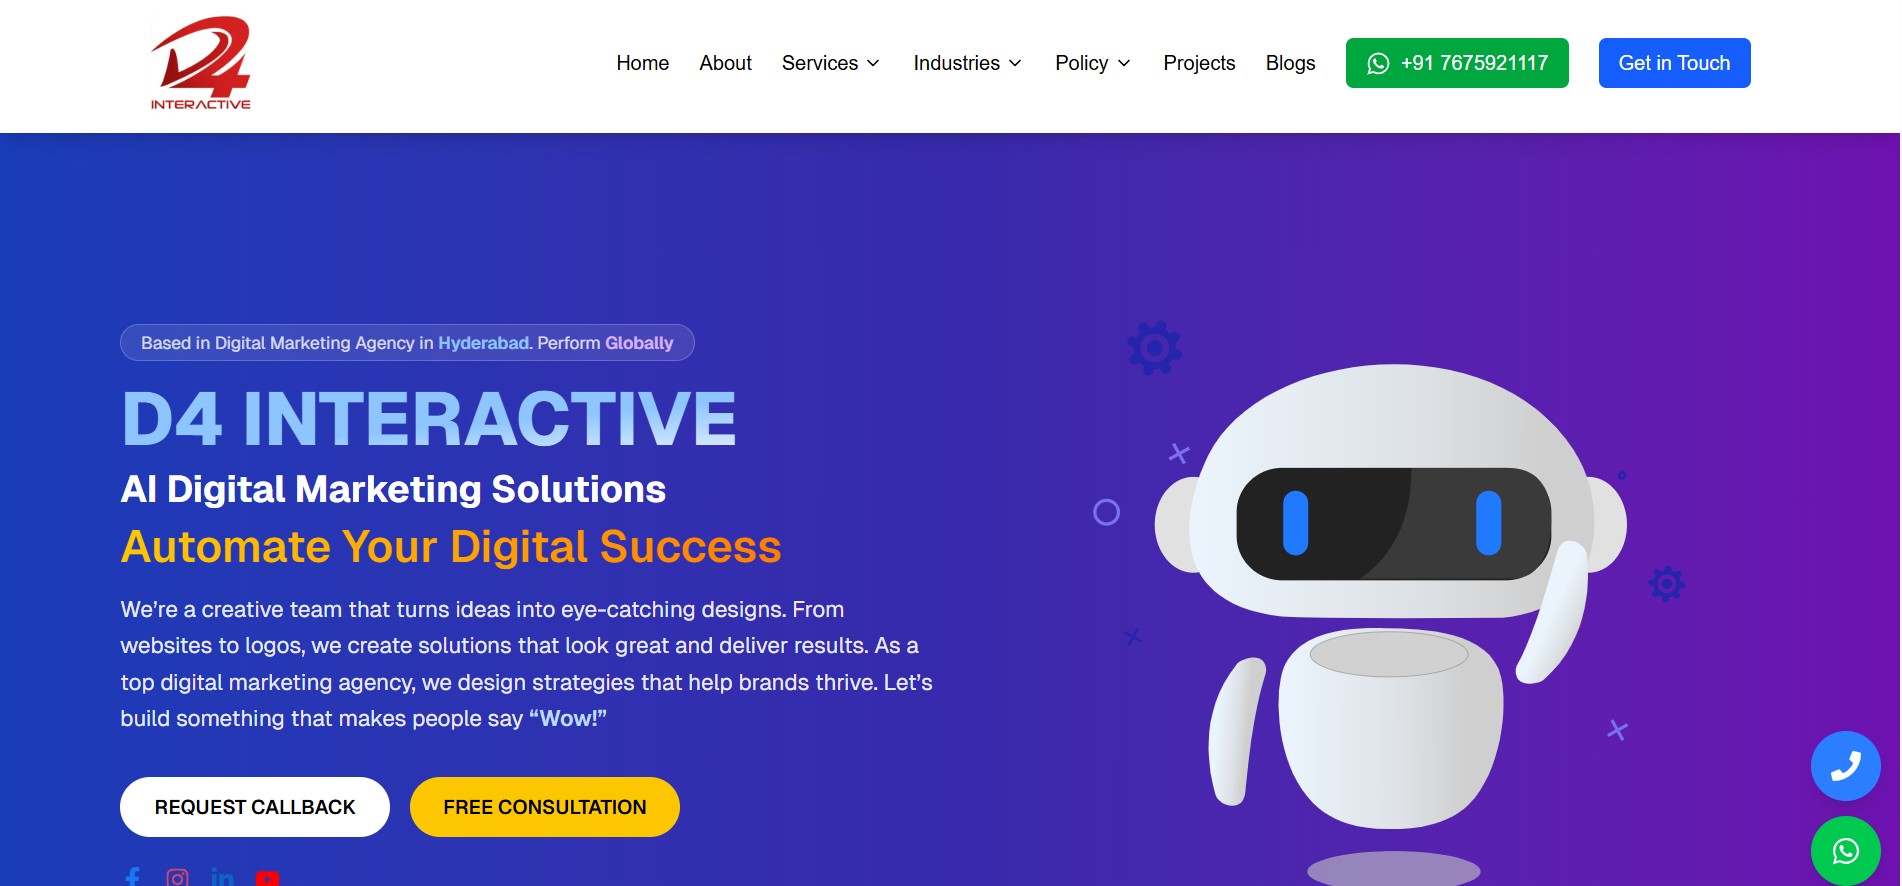 D4
INTERACTIVE
Home About Services Industries Policy Projects Blogs +91 7675921117 Get in Touch
Based in Digital Marketing Agency in Hyderabad. Perform Globally
D4 INTERACTIVE
AI Digital Marketing Solutions
Automate Your Digital Success
We’re a creative team that turns ideas into eye-catching designs. From
websites to logos, we create solutions that look great and deliver results. As a
top digital marketing agency, we design strategies that help brands thrive. Let’s
build something that makes people say “Wow!”
REQUEST CALLBACK FREE CONSULTATION